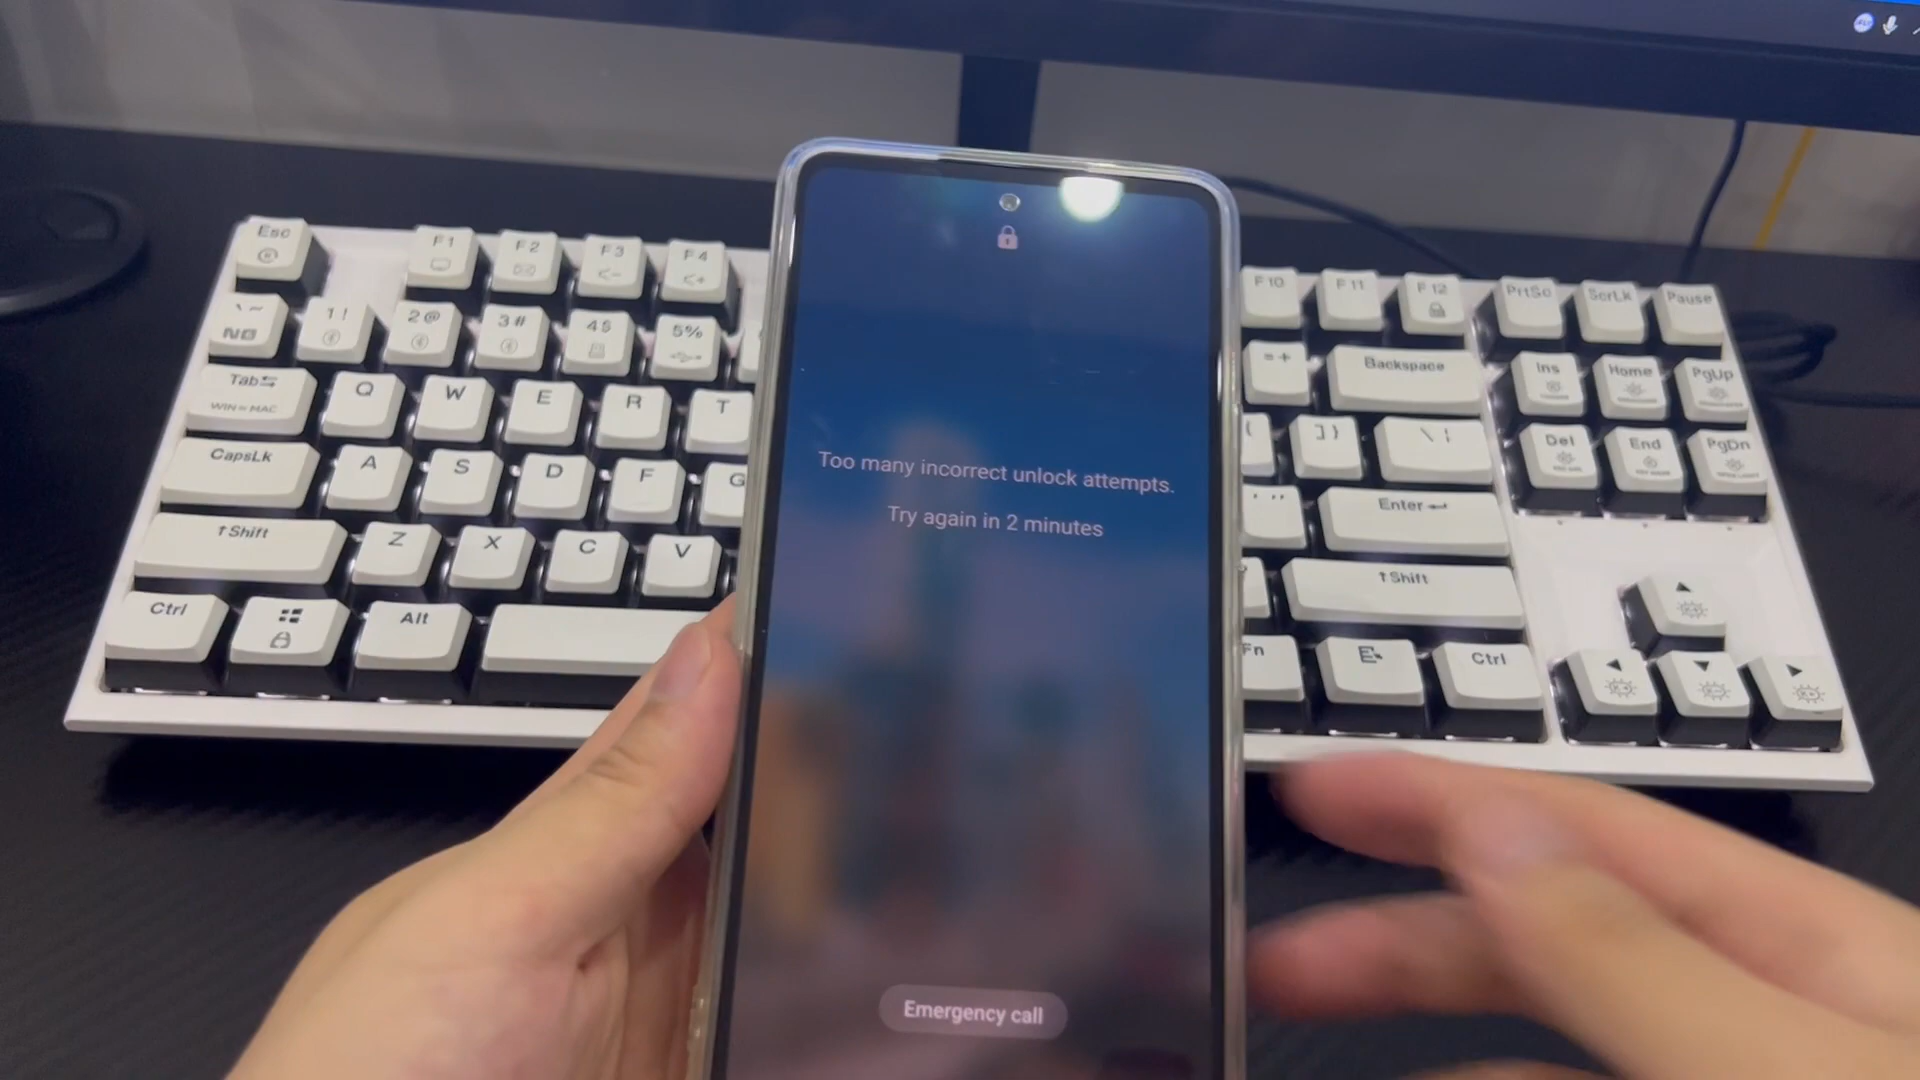 Too many incorrect unlock attempts.
Try again in 2 minutes
Emergency call
Esc
F1
F2
F3
F4
F10
F11
F12
PrtSc
ScrLk
Pause
1 !
2 @
3 #
4 $
5 %
= +
Backspace
Ins
Home
PgUp
Tab
WIN = MAC
Q
W
E
R
T
] }
\ |
Del
End
PgDn
CapsLk
A
S
D
F
G
' "
Enter
↑Shift
Z
X
C
V
↑Shift
Ctrl
Alt
Fn
Ctrl